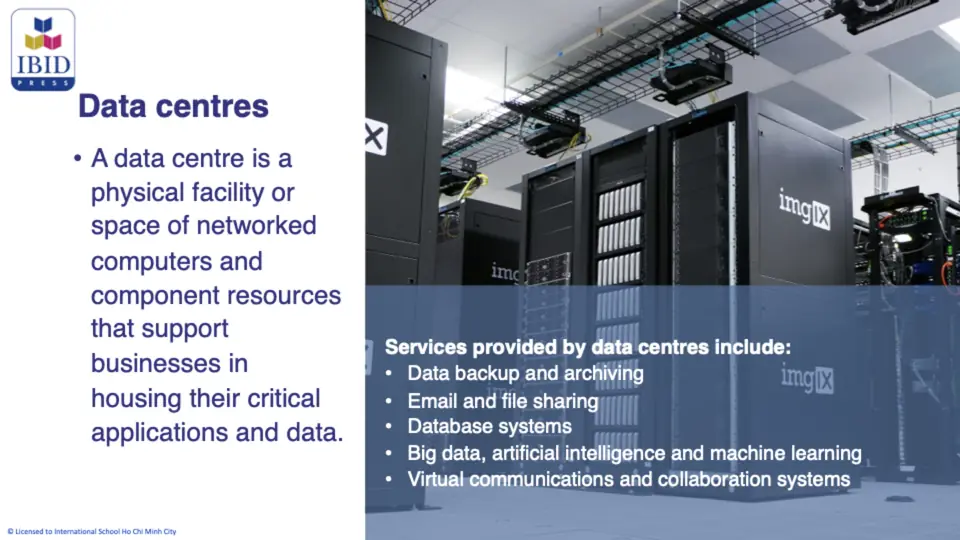 IBID
PRESS
Data centres
• A data centre is a
physical facility or
space of networked
computers and
component resources
that support
businesses in
housing their critical
applications and data.
X
imgIX
img
imgIX
Services provided by data centres include:
• Data backup and archiving
• Email and file sharing
• Database systems
• Big data, artificial intelligence and machine learning
• Virtual communications and collaboration systems
© Licensed to International School Ho Chi Minh City